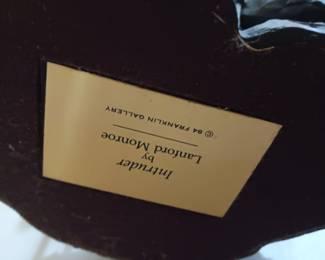 Intruder
by
Lanford Monroe
© 84 FRANKLIN GALLERY